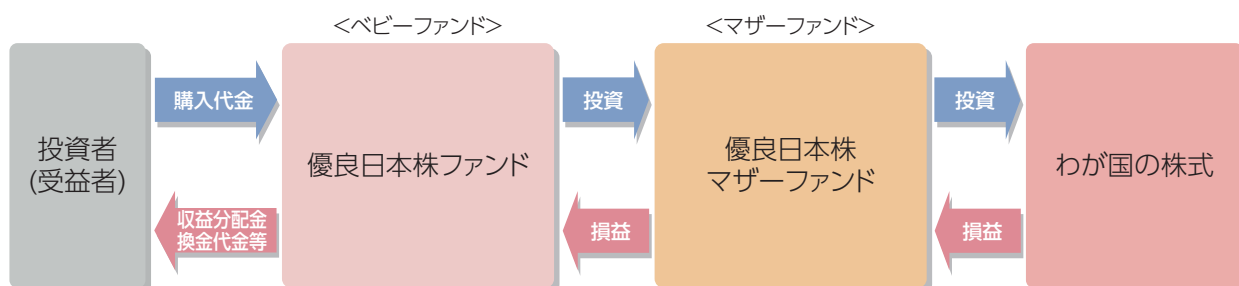 <ベビーファンド>
<マザーファンド>
投資者
(受益者)
購入代金
収益分配金
換金代金等
優良日本株ファンド
投資
損益
優良日本株
マザーファンド
投資
損益
わが国の株式